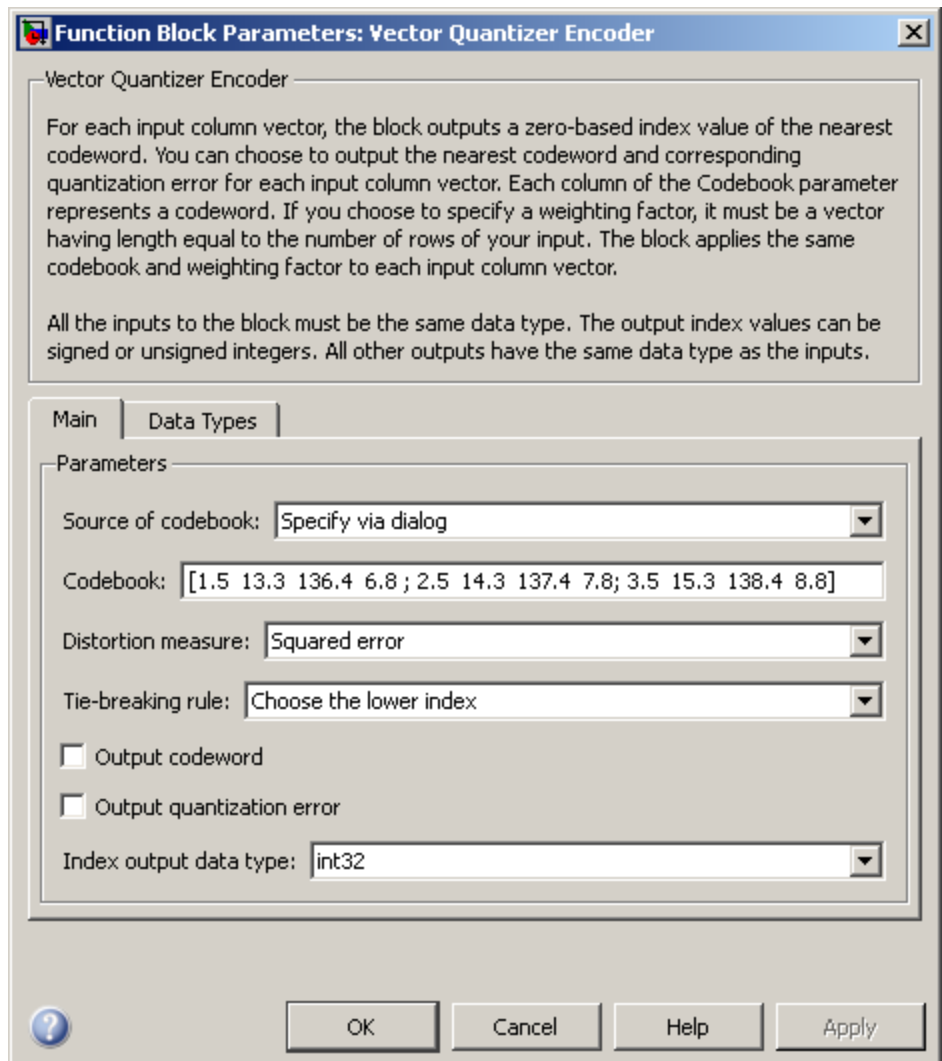 Function Block Parameters: Vector Quantizer Encoder
Vector Quantizer Encoder
For each input column vector, the block outputs a zero-based index value of the nearest
codeword. You can choose to output the nearest codeword and corresponding
quantization error for each input column vector. Each column of the Codebook parameter
represents a codeword. If you choose to specify a weighting factor, it must be a vector
having length equal to the number of rows of your input. The block applies the same
codebook and weighting factor to each input column vector.
All the inputs to the block must be the same data type. The output index values can be
signed or unsigned integers. All other outputs have the same data type as the inputs.
Main Data Types
Parameters
Source of codebook: Specify via dialog
Codebook: [1.5 13.3 136.4 6.8 ; 2.5 14.3 137.4 7.8; 3.5 15.3 138.4 8.8]
Distortion measure: Squared error
Tie-breaking rule: Choose the lower index
Output codeword
Output quantization error
Index output data type: int32
? OK Cancel Help Apply